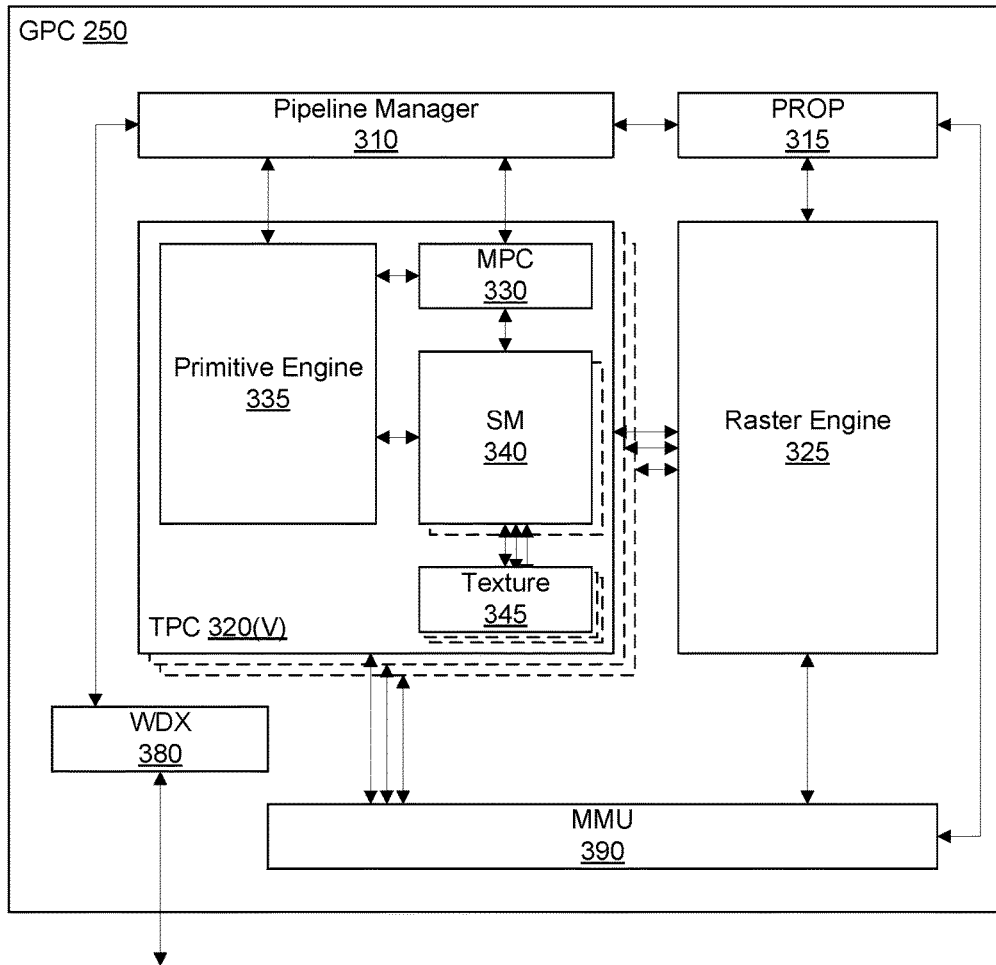 GPC 250
Pipeline Manager
310
PROP
315
MPC
330
Primitive Engine
335
SM
340
Raster Engine
325
Texture
345
TPC 320(V)
WDX
380
MMU
390